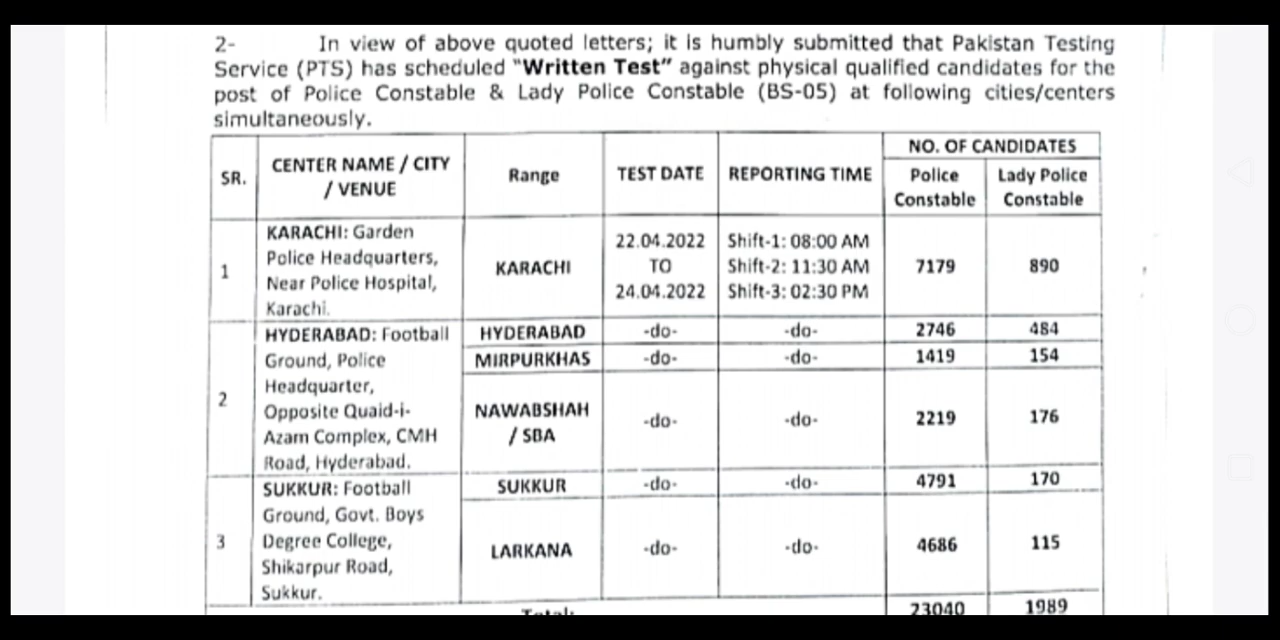 2- In view of above quoted letters; it is humbly submitted that Pakistan Testing
Service (PTS) has scheduled "Written Test" against physical qualified candidates for the
post of Police Constable & Lady Police Constable (BS-05) at following cities/centers
simultaneously.
SR. CENTER NAME / CITY / VENUE Range TEST DATE REPORTING TIME NO. OF CANDIDATES
Police Constable Lady Police Constable
1 KARACHI: Garden Police Headquarters, Near Police Hospital, Karachi. KARACHI 22.04.2022 TO 24.04.2022 Shift-1: 08:00 AM Shift-2: 11:30 AM Shift-3: 02:30 PM 7179 890
2 HYDERABAD: Football Ground, Police Headquarter, Opposite Quaid-i-Azam Complex, CMH Road, Hyderabad. HYDERABAD -do- -do- 2746 484
MIRPURKHAS -do- -do- 1419 154
NAWABSHAH / SBA -do- -do- 2219 176
3 SUKKUR: Football Ground, Govt. Boys Degree College, Shikarpur Road, Sukkur. SUKKUR -do- -do- 4791 170
LARKANA -do- -do- 4686 115
Total: 23040 1989